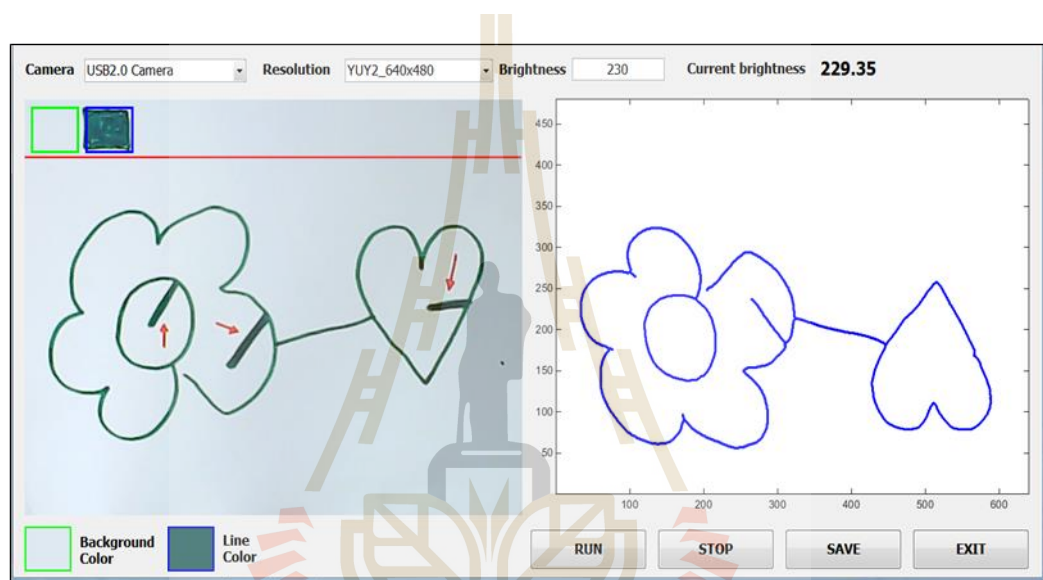 Camera USB2.0 Camera Resolution YUY2_640x480 Brightness 230 Current brightness 229.35
450
400
350
300
250
200
150
100
50
100 200 300 400 500 600
Background Color
Line Color
RUN STOP SAVE EXIT